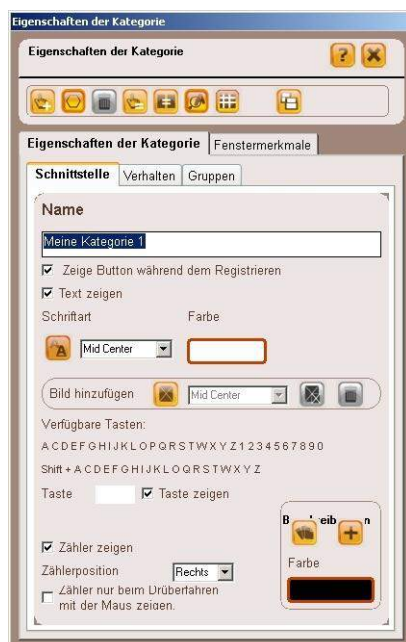 Eigenschaften der Kategorie
Eigenschaften der Kategorie
Eigenschaften der Kategorie Fenstermerkmale
Schnittstelle Verhalten Gruppen
Name
Meine Kategorie 1
Zeige Button während dem Registrieren
Text zeigen
Schriftart Farbe
A Mid Center
Bild hinzufügen Mid Center
Verfügbare Tasten:
A C D E F G H I J K L O P Q R S T W X Y Z 1 2 3 4 5 6 7 8 9 0
Shift + A C D E F G H J K L O Q R S T W X Y Z
Taste Taste zeigen
Zähler zeigen
Farbe
Zählerposition Rechts
Zähler nur beim Drüberfahren
mit der Maus zeigen.